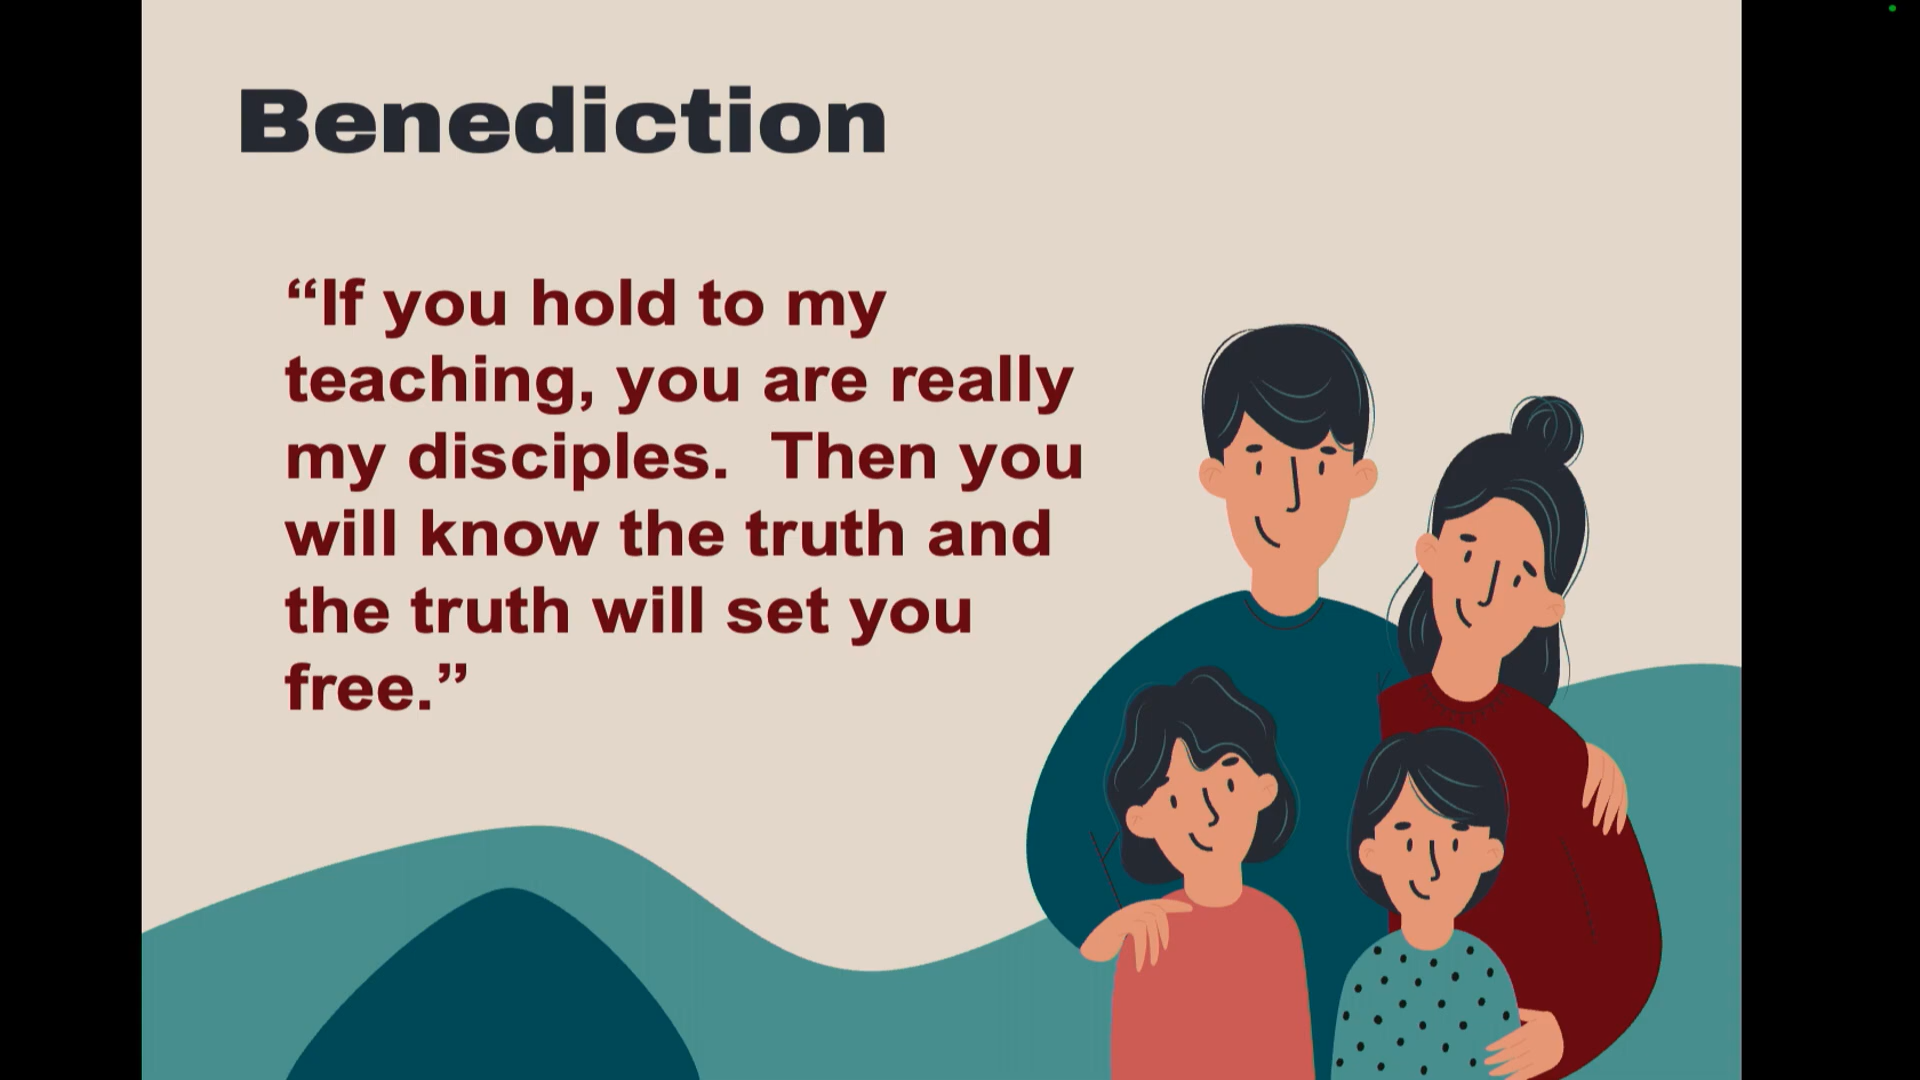 Benediction
“If you hold to my
teaching, you are really
my disciples.  Then you
will know the truth and
the truth will set you
free.”